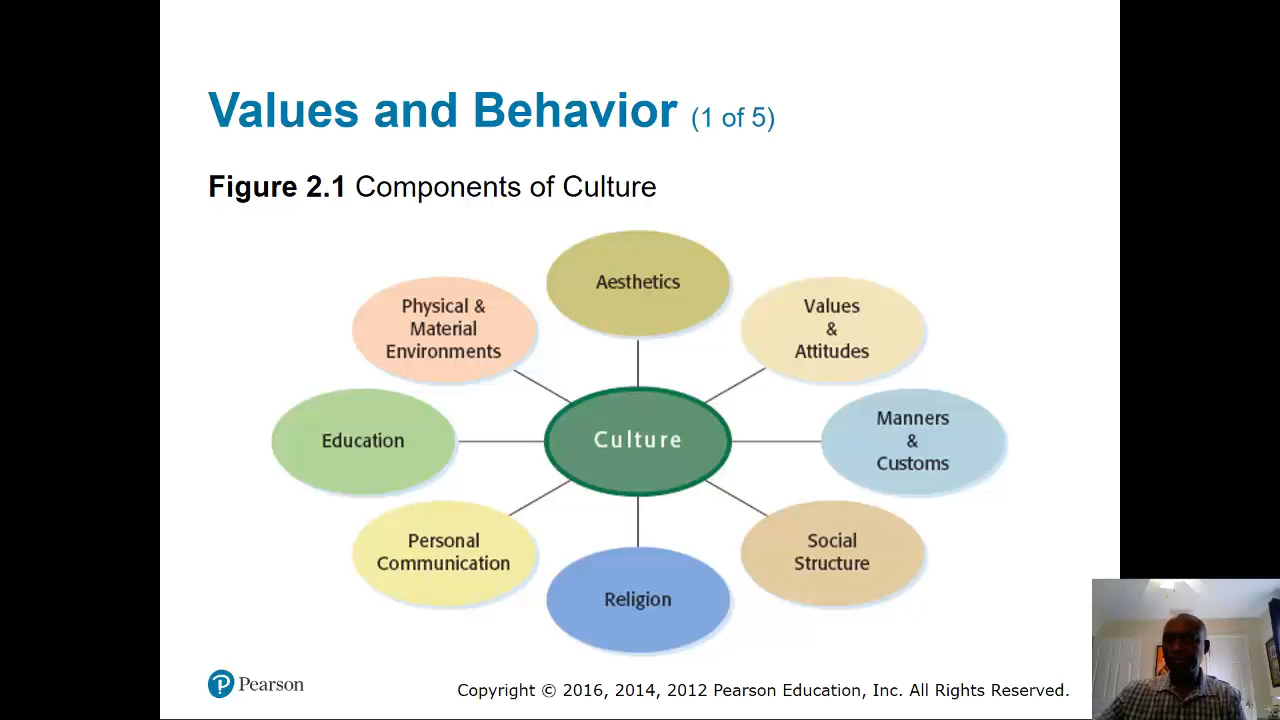 Values and Behavior (1 of 5)
Figure 2.1 Components of Culture
Aesthetics
Physical &
Material
Environments
Values
&
Attitudes
Education
Culture
Manners
&
Customs
Personal
Communication
Religion
Social
Structure
Pearson
Copyright © 2016, 2014, 2012 Pearson Education, Inc. All Rights Reserved.